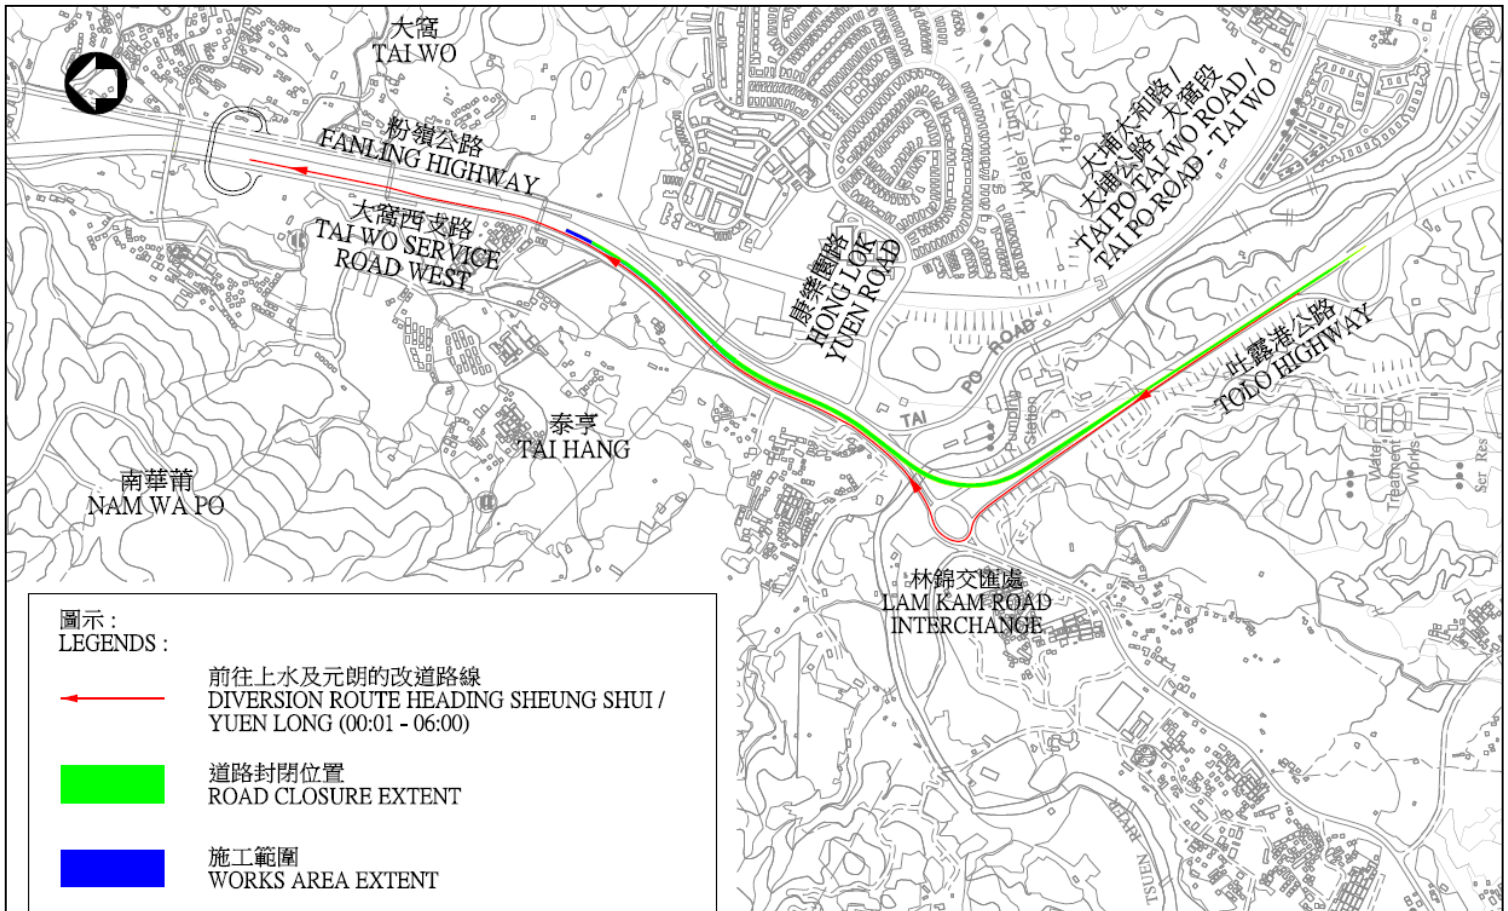 大窩
TAI WO
粉嶺公路
FANLING HIGHWAY
大窩西支路
TAI WO SERVICE
ROAD WEST
康樂園路
HONG LOK
YUEN ROAD
Water Tunnel
大埔太和路 /
大埔公路 - 大窩段
TAI PO TAI WO ROAD /
TAI PO ROAD - TAI WO
吐露港公路
TOLO HIGHWAY
TAI PO ROAD
Pumping
Station
Water
Treatment
Works
Ser Res
泰亨
TAI HANG
南華莆
NAM WA PO
林錦交匯處
LAM KAM ROAD
INTERCHANGE
RIVER
圖示 :
LEGENDS :
前往上水及元朗的改道路線
DIVERSION ROUTE HEADING SHEUNG SHUI /
YUEN LONG (00:01 - 06:00)
道路封閉位置
ROAD CLOSURE EXTENT
施工範圍
WORKS AREA EXTENT